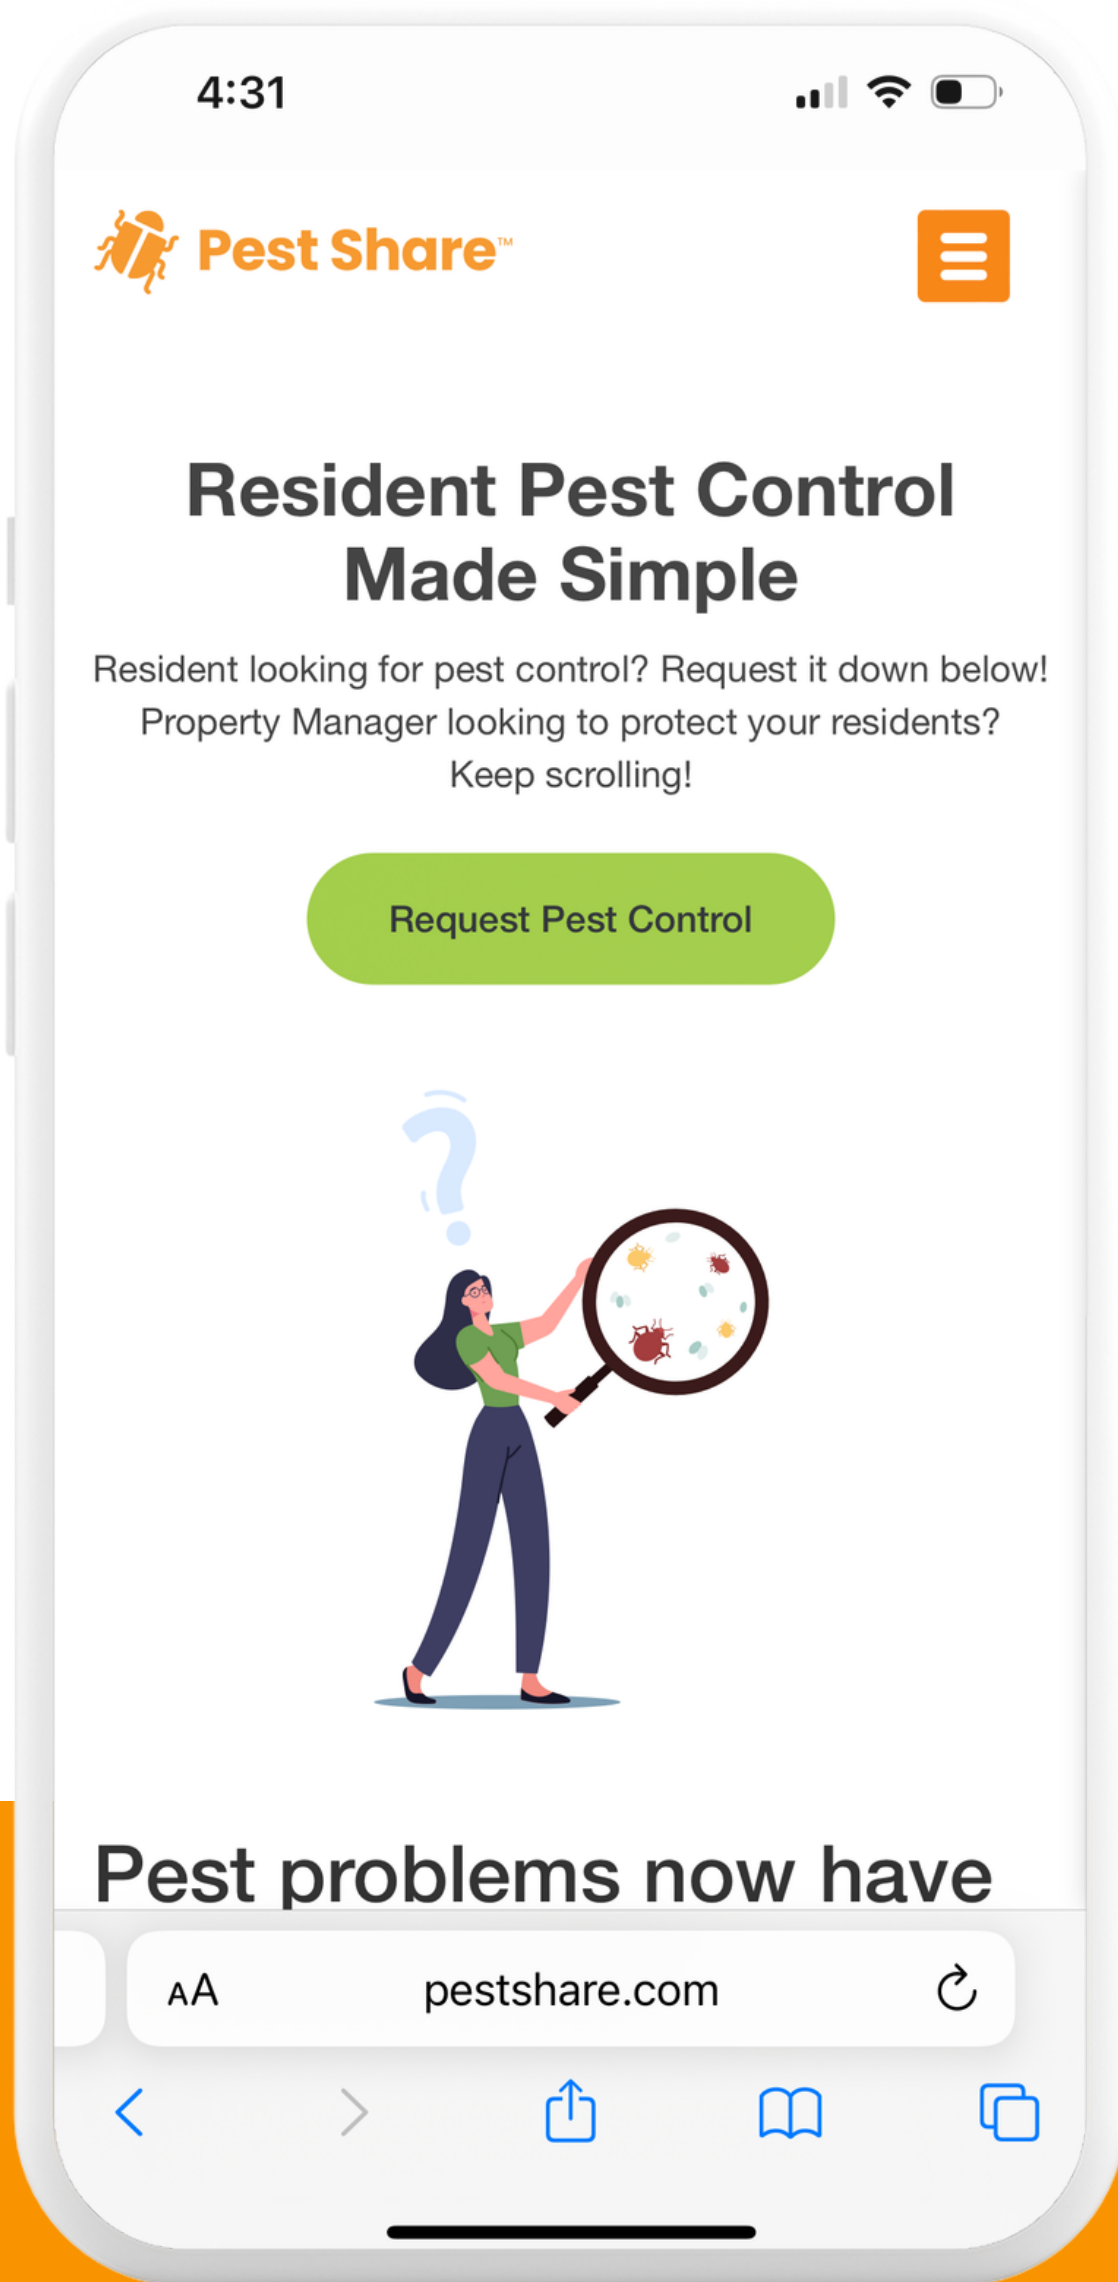 4:31
Pest Share™
Resident Pest Control
Made Simple
Resident looking for pest control? Request it down below!
Property Manager looking to protect your residents?
Keep scrolling!
Request Pest Control
?
Pest problems now have
AA pestshare.com